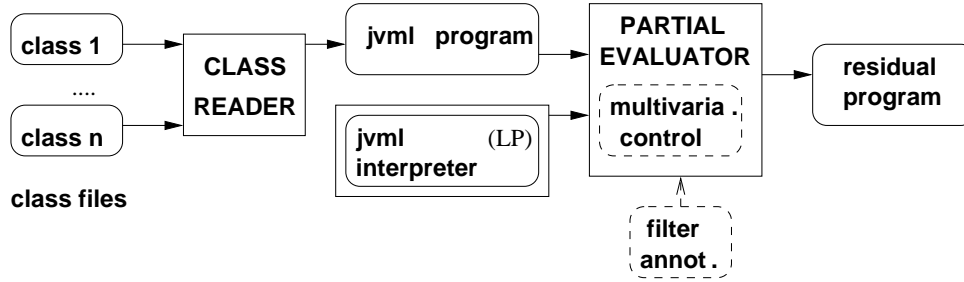 class 1
....
class n
class files
CLASS
READER
jvml program
jvml (LP)
interpreter
PARTIAL
EVALUATOR
multivaria .
control
filter
annot .
residual
program